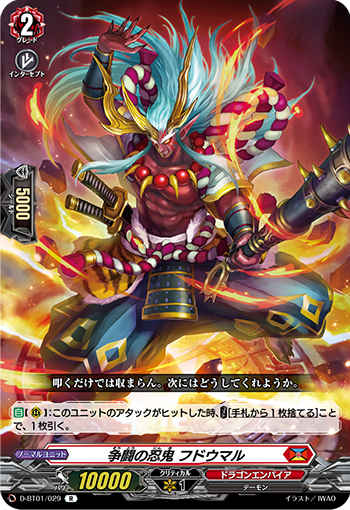 2
グレード
インターセプト
5000
シールド
叩くだけでは収まらん。次にはどうしてくれようか。
自 R 1:このユニットのアタックがヒットした時、【手札から1枚捨てる】ことで、1枚引く。
ノーマルユニット
争闘の忍鬼 フドウマル
D-BT01/029 R
パワー 10000
クリティカル
1
ドラゴンエンパイア
デーモン
イラスト/ IWAO